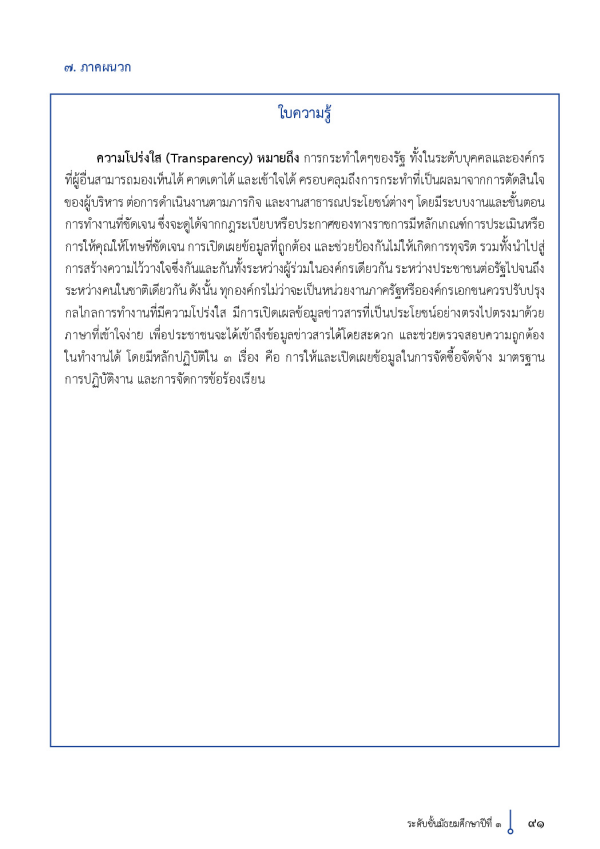 ๗. ภาคผนวก
ใบความรู้
ความโปร่งใส (Transparency) หมายถึง การกระทำใดๆของรัฐ ทั้งในระดับบุคคลและองค์กร
ที่ผู้อื่นสามารถมองเห็นได้ คาดเดาได้ และเข้าใจได้ ครอบคลุมถึงการกระทำที่เป็นผลมาจากการตัดสินใจ
ของผู้บริหาร ต่อการดำเนินงานตามภารกิจ และงานสาธารณประโยชน์ต่างๆ โดยมีระบบงานและขั้นตอน
การทำงานที่ชัดเจน ซึ่งจะดูได้จากกฎระเบียบหรือประกาศของทางราชการมีหลักเกณฑ์การประเมินหรือ
การให้คุณให้โทษที่ชัดเจน การเปิดเผยข้อมูลที่ถูกต้อง และช่วยป้องกันไม่ให้เกิดการทุจริต รวมทั้งนำไปสู่
การสร้างความไว้วางใจซึ่งกันและกันทั้งระหว่างผู้ร่วมในองค์กรเดียวกัน ระหว่างประชาชนต่อรัฐไปจนถึง
ระหว่างคนในชาติเดียวกัน ดังนั้น ทุกองค์กรไม่ว่าจะเป็นหน่วยงานภาครัฐหรือองค์กรเอกชนควรปรับปรุง
กลไกลการทำงานที่มีความโปร่งใส มีการเปิดเผลข้อมูลข่าวสารที่เป็นประโยชน์อย่างตรงไปตรงมาด้วย
ภาษาที่เข้าใจง่าย เพื่อประชาชนจะได้เข้าถึงข้อมูลข่าวสารได้โดยสะดวก และช่วยตรวจสอบความถูกต้อง
ในทำงานได้ โดยมีหลักปฏิบัติใน ๓ เรื่อง คือ การให้และเปิดเผยข้อมูลในการจัดซื้อจัดจ้าง มาตรฐาน
การปฏิบัติงาน และการจัดการข้อร้องเรียน
ระดับชั้นมัธยมศึกษาปีที่ ๑
๙๑